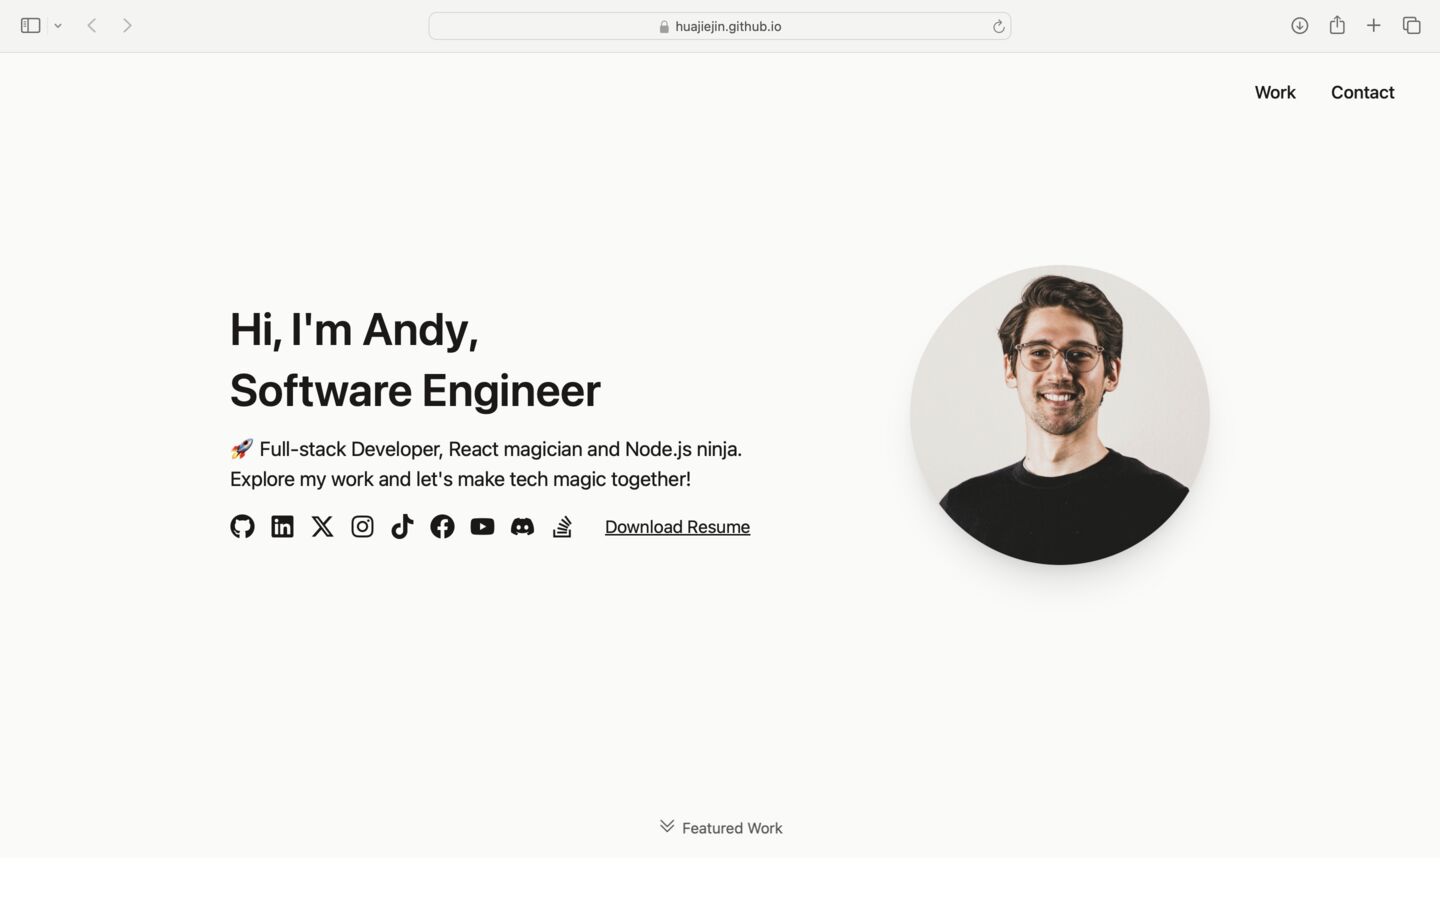 huajiejin.github.io
Work
Contact
Hi, I'm Andy,
Software Engineer
🚀 Full-stack Developer, React magician and Node.js ninja.
Explore my work and let's make tech magic together!
Download Resume
Featured Work